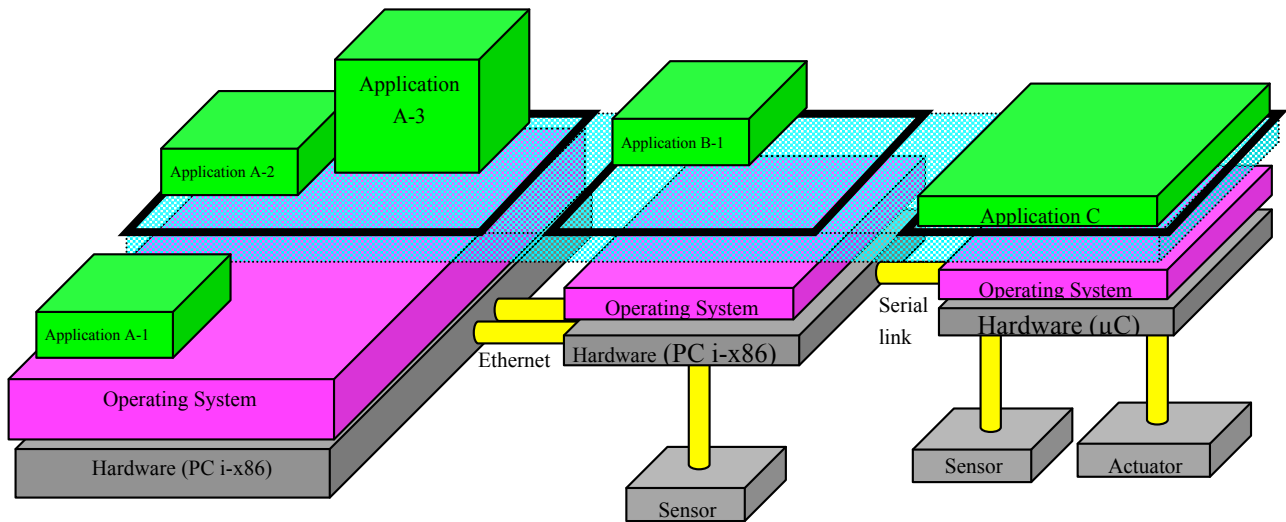 Application
A-3
Application A-2
Application B-1
Application C
Application A-1
Operating System
Hardware (PC i-x86)
Ethernet
Operating System
Hardware (PC i-x86)
Sensor
Serial
link
Operating System
Hardware (µC)
Sensor
Actuator